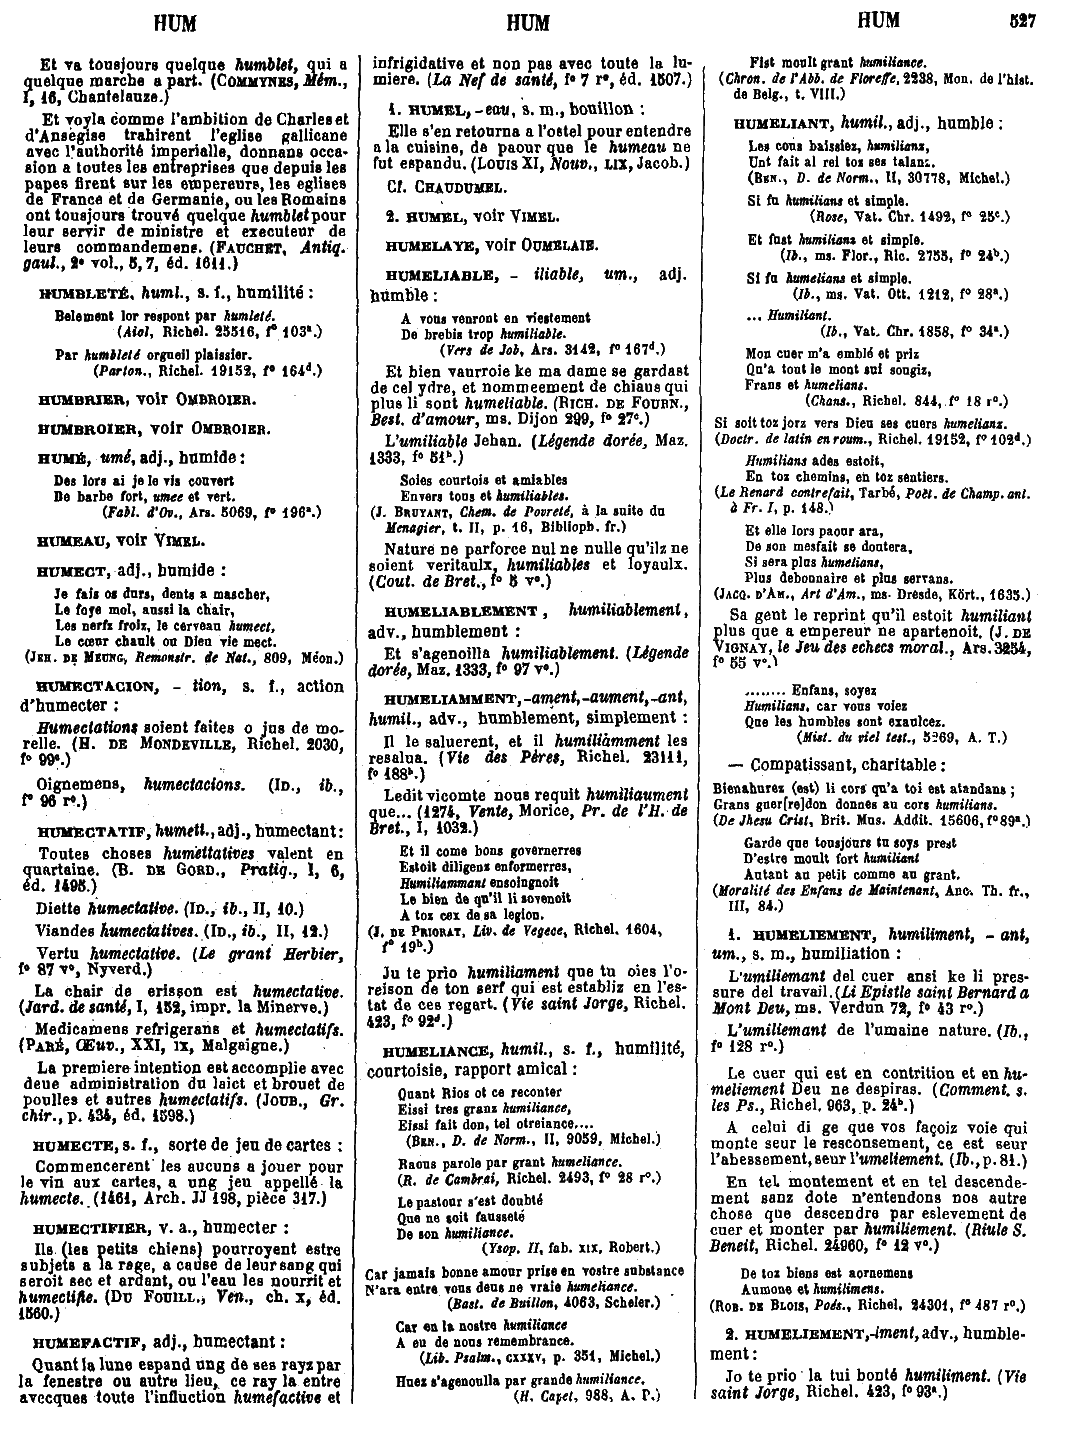 HUM
HUM
HUM
527
Et va tousjours quelque humblet, qui a
quelque marche a part. (COMMYNES, Mém.,
I, 16, Chantelauze.)
Et voyla comme l'ambition de Charles et
d'Ansegise trahirent l'eglise gallicane
avec l'authorité imperiale, donnans occa-
sion a toutes les entreprises que depuis les
papes firent sur les empereurs, les eglises
de France et de Germanie, ou les Romains
ont tousjours trouvé quelque humblet pour
leur servir de ministre et executeur de
leurs commandemens. (FAUCHET, Antiq.
gaul., 2e vol., 5, 7, éd. 1611.)
HUMBLETÉ, huml., s. f., humilité :
Belement lor respont par humleté.
(Aiol, Richel. 25516, f° 103a.)
Par humbleté orgueil plaissier.
(Parton., Richel. 19152, f° 164d.)
HUMBRIER, voir OMBROIER.
HUMBROIER, voir OMBROIER.
HUMÉ, umé, adj., humide :
Des lors ai je le vis couvert
De barbe fort, umee et vert.
(Fabl. d'Ov., Ars. 5069, f° 196a.)
HUMEAU, voir VIMEL.
HUMECT, adj., humide :
Je fais os durs, dents a mascher,
Le foye mol, aussi la chair,
Les nerfz froiz, le cerveau humect,
Le cœur chault ou Dieu vie mect.
(JEH. DE MEUNG, Remonstr. de Nat., 809, Méon.)
HUMECTACION, - tion, s. f., action
d'humecter :
Humectations soient faites o jus de mo-
relle. (H. DE MONDEVILLE, Richel. 2030,
f° 99a.)
Oignemens, humectacions. (ID., ib.,
f° 96 r°.)
HUMECTATIF, humett., adj., humectant :
Toutes choses humettatives valent en
quartaine. (B. DE GORD., Pratiq., I, 6,
éd. 1495.)
Diette humectative. (ID., ib., II, 10.)
Viandes humectatives. (ID., ib., II, 12.)
Vertu humectative. (Le grant Herbier,
f° 87 v°, Nyverd.)
La chair de erisson est humectative.
(Jard. de santé, I, 152, impr. la Minerve.)
Medicamens refrigerans et humectatifs.
(PARÉ, Œuv., XXI, IX, Malgaigne.)
La premiere intention est accomplie avec
deue administration du laict et brouet de
poulles et autres humectatifs. (JOUB., Gr.
chir., p. 434, éd. 1598.)
HUMECTE, s. f., sorte de jeu de cartes :
Commencerent les aucuns a jouer pour
le vin aux cartes, a ung jeu appellé la
humecte. (1461, Arch. JJ 198, pièce 317.)
HUMECTIFIER, v. a., humecter :
Ils (les petits chiens) pourroyent estre
subjets a la rage, a cause de leur sang qui
seroit sec et ardent, ou l'eau les nourrit et
humectifie. (DU FOUILL., Ven., ch. X, éd.
1560.)
HUMEFACTIF, adj., humectant :
Quant la lune espand ung de ses rayz par
la fenestre ou autre lieu, ce ray la entre
avecques toute l'influction humefactive et
infrigidative et non pas avec toute la lu-
miere. (La Nef de santé, f° 7 r°, éd. 1507.)
1. HUMEL, -eau, s. m., bouillon :
Elle s'en retourna a l'ostel pour entendre
a la cuisine, de paour que le humeau ne
fut espandu. (LOUIS XI, Nouv., LIX, Jacob.)
Cf. CHAUDUMEL.
2. HUMEL, voir VIMEL.
HUMELAYE, voir OUMELAIE.
HUMELIABLE, - iliable, um., adj.
humble :
A vous venront en viestement
De brebis trop humiliable.
(Vers de Job, Ars. 3142, f° 167d.)
Et bien vaurroie ke ma dame se gardast
de cel ydre, et nommeement de chiaus qui
plus li sont humeliable. (RICH. DE FOURN.,
Best. d'amour, ms. Dijon 299, f° 27c.)
L'umiliable Jehan. (Légende dorée, Maz.
1333, f° 51b.)
Soies courtois et amiables
Envers tous et humiliables.
(J. BRUYANT, Chem. de Povreté, à la suite du
Menagier, t. II, p. 16, Biblioph. fr.)
Nature ne parforce nul ne nulle qu'ilz ne
soient veritaulx, humiliables et loyaulx.
(Cout. de Bret., f° 5 v°.)
HUMELIABLEMENT, humiliablement,
adv., humblement :
Et s'agenoilla humiliablement. (Légende
dorée, Maz. 1333, f° 97 v°.)
HUMELIAMMENT, -ament, -aument, -ant,
humil., adv., humblement, simplement :
Il le saluerent, et il humiliamment les
resalua. (Vie des Péres, Richel. 23111,
f° 188b.)
Ledit vicomte nous requit humiliaument
que... (1274, Vente, Morice, Pr. de l'H. de
Bret., I, 1032.)
Et il come bons governerres
Estoit diligens enformerres,
Humiliammant ensoingnoit
Le bien de qu'il li sovenoit
A toz cex de sa legion.
(J. DE PRIORAT, Liv. de Vegece, Richel. 1604,
f° 19b.)
Ju te prio humiliament que tu oies l'o-
reison de ton serf qui est establiz en l'es-
tat de ces regart. (Vie saint Jorge, Richel.
423, f° 92d.)
HUMELIANCE, humil., s. f., humilité,
courtoisie, rapport amical :
Quant Rios ot ce reconter
Eissi tres granz humiliance,
Eissi fait don, tel otreiance....
(BEN., D. de Norm., II, 9059, Michel.)
Raous parole par grant humeliance.
(R. de Cambrai, Richel. 2493, f° 28 r°.)
Le pastour s'est doubté
Que ne soit fausseté
De son humiliance.
(Ysop. II, fab. XIX, Robert.)
Car jamais bonne amour prise en vostre substance
N'ara entre vous deus ne vraie humeliance.
(Bast. de Buillon, 4063, Scheler.)
Car en la nostre humiliance
A eu de nous remembrance.
(Lib. Psalm., CXXXV, p. 351, Michel.)
Hues s'agenoulla par grande humiliance.
(H. Capet, 988, A. P.)
Fist moult grant humiliance.
(Chron. de l'Abb. de Floreffe, 2238, Mon. de l'hist.
de Belg., t. VIII.)
HUMELIANT, humil., adj., humble :
Les cons baissiez, humilianz,
Unt fait al rel toz ses talanz.
(BEN., D. de Norm., II, 30778, Michel.)
Si fu humilians et simple.
(Rose, Vat. Chr. 1492, f° 25c.)
Et fust humilianz et simple.
(Ib., ms. Flor., Ric. 2755, f° 24b.)
Si fu humelians et simple.
(Ib., ms. Vat. Ott. 1212, f° 28a.)
... Humiliant.
(Ib., Vat. Chr. 1858, f° 34a.)
Mon cuer m'a emblé et priz
Qu'a tout le mont sui sougiz,
Frans et humelians.
(Chans., Richel. 844, f° 18 r°.)
Si soit toz jorz vers Dieu ses cuers humelianz.
(Doctr. de latin en roum., Richel. 19152, f° 102d.)
Humilians ades estoit,
En toz chemins, en toz sentiers.
(Le Renard contrefait, Tarbé, Poët. de Champ. ant.
à Fr. I, p. 148.)
Et elle lors paour ara,
De son mesfait se doutera,
Si sera plus humelians,
Plus debonnaire et plus servans.
(JACQ. D'AM., Art d'Am., ms. Dresde, Kört., 1635.)
Sa gent le reprint qu'il estoit humiliant
plus que a empereur ne apartenoit. (J. DE
VIGNAY, le Jeu des echecs moral., Ars. 3254,
f° 55 v°.)
........ Enfans, soyez
Humilians, car vous voiez
Que les humbles sont exaulcez.
(Mist. du viel test., 5269, A. T.)
— Compatissant, charitable :
Bienahurez (est) li cors qu'a toi est atandans ;
Grans guer[re]don donnes au cors humilians.
(De Jhesu Crist, Brit. Mus. Addit. 15606, f° 89a.)
Garde que tousjours tu soys prest
D'estre moult fort humiliant
Autant au petit comme au grant.
(Moralité des Enfans de Maintenant, Anc. Th. fr.,
III, 84.)
1. HUMELIEMENT, humiliment, - ant,
um., s. m., humiliation :
L'umiliemant del cuer ansi ke li pres-
sure del travail. (Li Epistle saint Bernard a
Mont Deu, ms. Verdun 72, f° 43 r°.)
L'umiliemant de l'umaine nature. (Ib.,
f° 128 r°.)
Le cuer qui est en contrition et en hu-
meliement Deu ne despiras. (Comment. s.
les Ps., Richel. 963, p. 24b.)
A celui di ge que vos façoiz voie qui
monte seur le resconsement, ce est seur
l'abessement, seur l'umeliement. (Ib., p. 81.)
En tel montement et en tel descende-
ment sanz dote n'entendons nos autre
chose que descendre par eslevement de
cuer et monter par humiliement. (Riule S.
Beneit, Richel. 24960, f° 12 v°.)
De toz biens est aornemens
Aumone et humilimens.
(ROB. DE BLOIS, Poés., Richel. 24301, f° 487 r°.)
2. HUMELIEMENT, -iment, adv., humble-
ment :
Jo te prio la tui bonté humiliment. (Vie
saint Jorge, Richel. 423, f° 93a.)